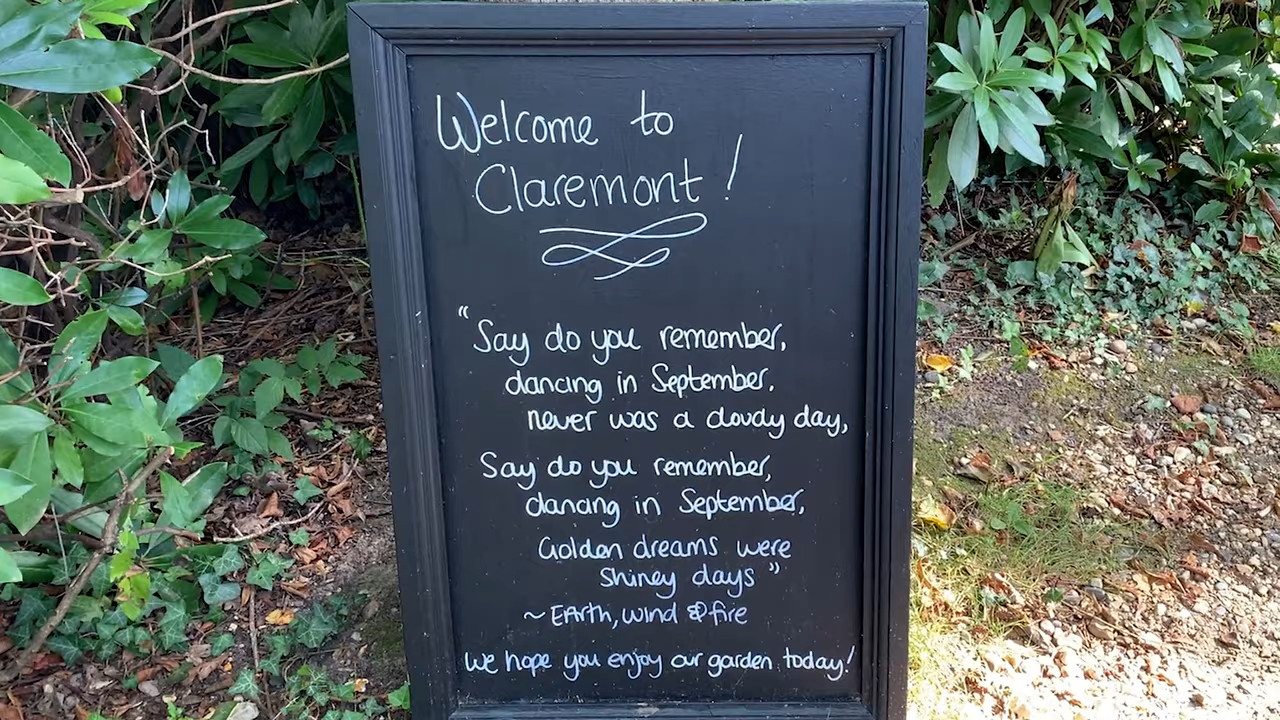 Welcome to
Claremont!
"Say do you remember,
dancing in September,
never was a cloudy day,
Say do you remember,
dancing in September,
Golden dreams were
shiney days"
~ Earth, wind & fire
We hope you enjoy our garden today!